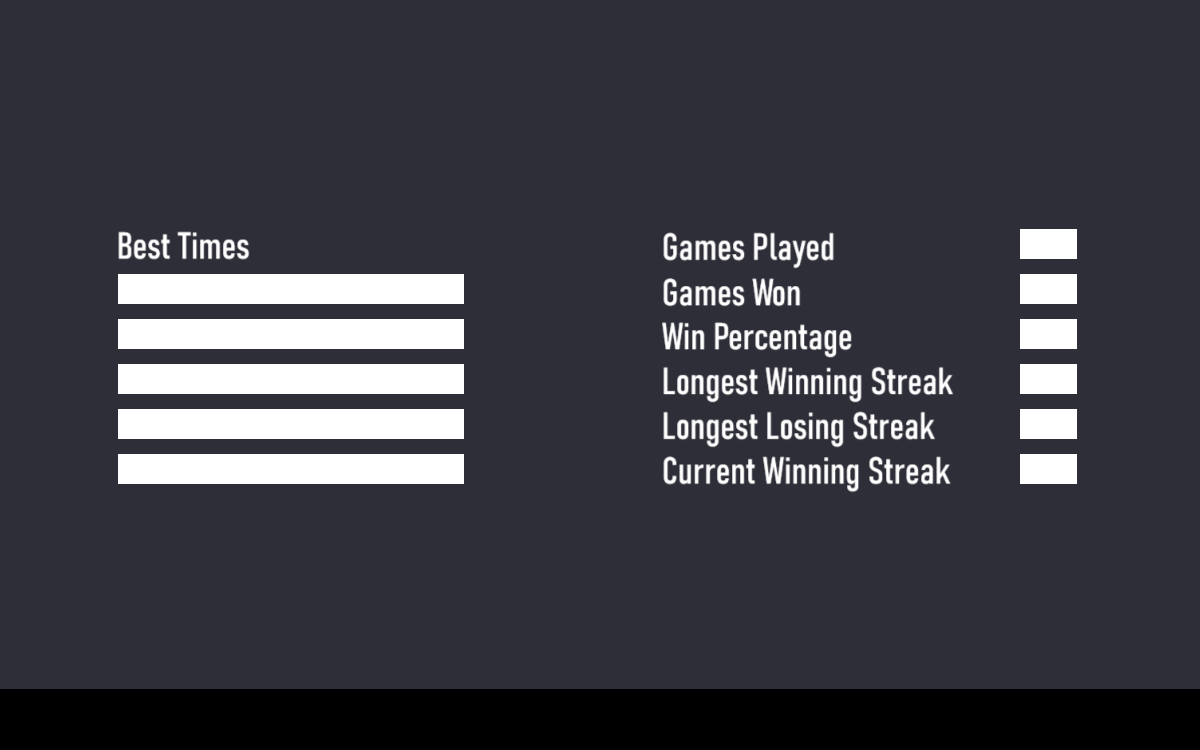 Best Times
Games Played
Games Won
Win Percentage
Longest Winning Streak
Longest Losing Streak
Current Winning Streak